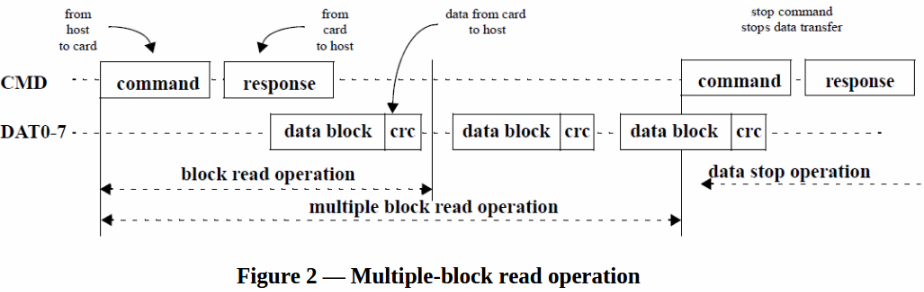 from
host
to card
from
card
to host
data from card
to host
stop command
stops data transfer
CMD
command
response
command
response
DAT0-7
data block
crc
data block
crc
data block
crc
block read operation
data stop operation
multiple block read operation
Figure 2 — Multiple-block read operation